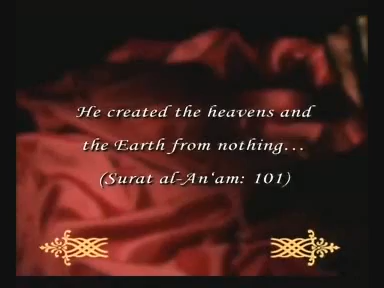 He created the heavens and
the Earth from nothing...
(Surat al-An‘am: 101)